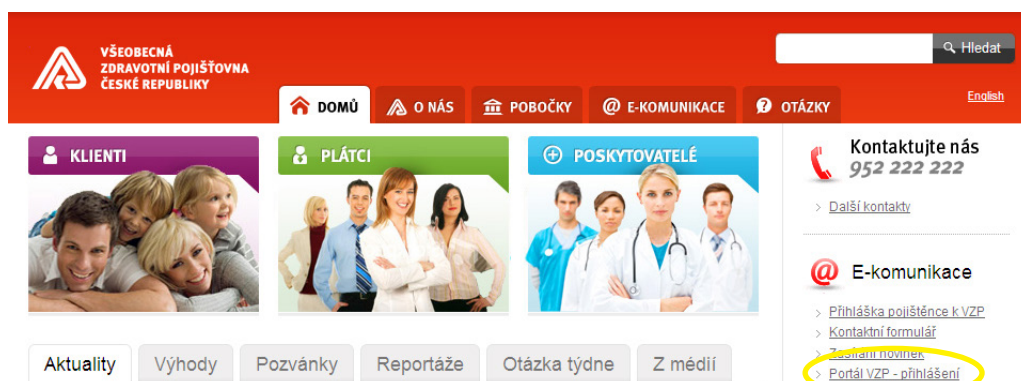 VŠEOBECNÁ
ZDRAVOTNÍ POJIŠŤOVNA
ČESKÉ REPUBLIKY
Hledat
English
DOMŮ
O NÁS
POBOČKY
E-KOMUNIKACE
OTÁZKY
KLIENTI
PLÁTCI
POSKYTOVATELÉ
Kontaktujte nás
952 222 222
Další kontakty
E-komunikace
Přihláška pojištěnce k VZP
Kontaktní formulář
Zasílání novinek
Portál VZP - přihlášení
Aktuality
Výhody
Pozvánky
Reportáže
Otázka týdne
Z médií